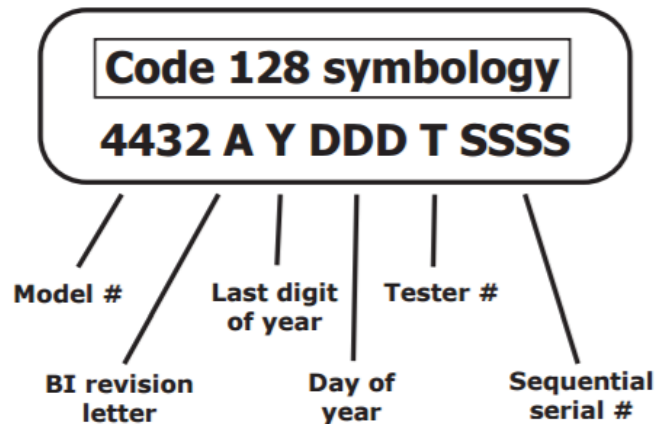 Code 128 symbology
4432 A Y DDD T SSSS
Model #
Last digit
of year
Tester #
BI revision
letter
Day of
year
Sequential
serial #